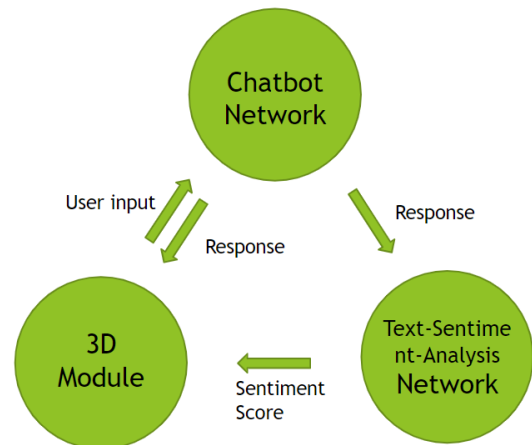 Chatbot
Network
User input
Response
Response
3D
Module
Text-Sentime
nt-Analysis
Network
Sentiment
Score